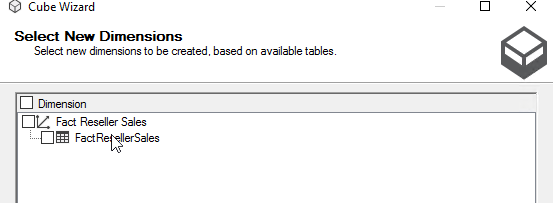 Cube Wizard
Select New Dimensions
Select new dimensions to be created, based on available tables.
Dimension
Fact Reseller Sales
FactResellerSales